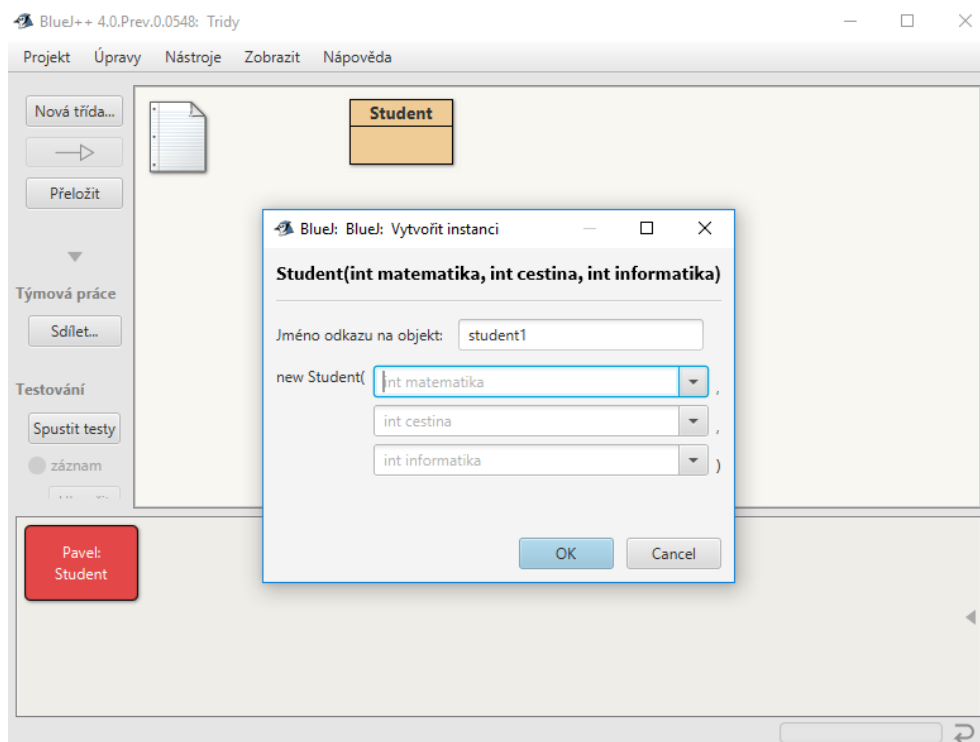 BlueJ++ 4.0.Prev.0.0548: Tridy
Projekt Úpravy Nástroje Zobrazit Nápověda
Nová třída...
Přeložit
Týmová práce
Sdílet...
Testování
Spustit testy
záznam
Student
BlueJ: BlueJ: Vytvořit instanci
Student(int matematika, int cestina, int informatika)
Jméno odkazu na objekt: student1
new Student( int matematika ,
int cestina ,
int informatika )
OK Cancel
Pavel:
Student